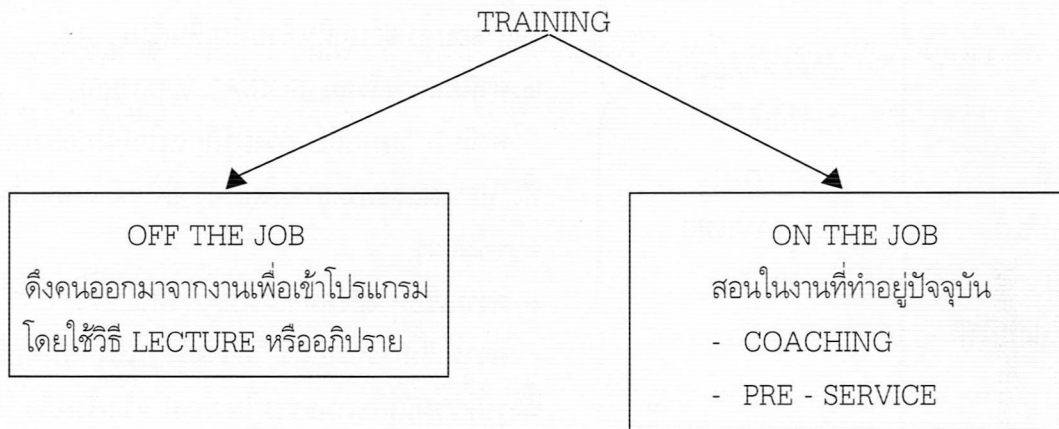 TRAINING
OFF THE JOB
ดึงคนออกมาจากงานเพื่อเข้าโปรแกรม
โดยใช้วิธี LECTURE หรืออภิปราย
ON THE JOB
สอนในงานที่ทำอยู่ปัจจุบัน
- COACHING
- PRE - SERVICE